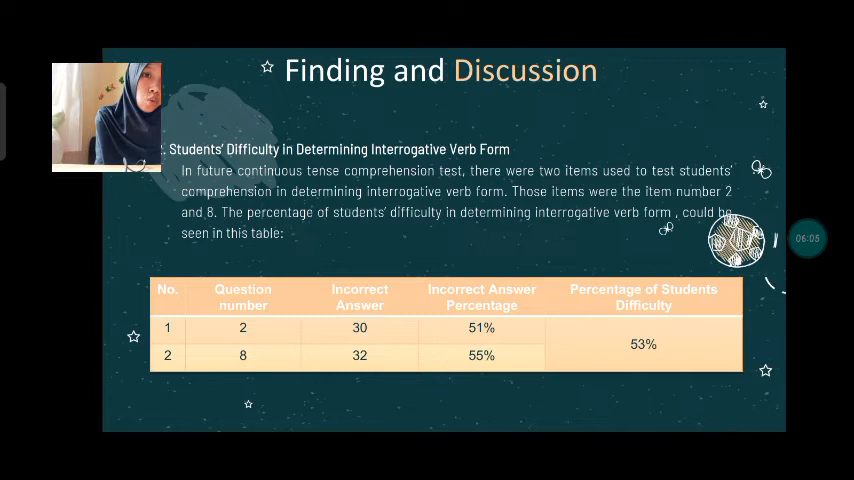 Finding and Discussion
. Students' Difficulty in Determining Interrogative Verb Form
In future continuous tense comprehension test, there were two items used to test students'
comprehension in determining interrogative verb form. Those items were the item number 2
and 8. The percentage of students' difficulty in determining interrogative verb form , could be
seen in this table:
No. Question number Incorrect Answer Incorrect Answer Percentage Percentage of Students Difficulty
1 2 30 51% 53%
2 8 32 55%
06:05